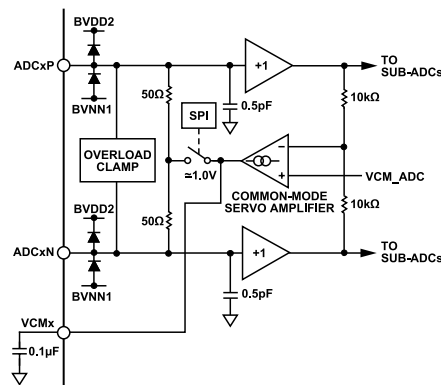 BVDD2
ADCxP
BVNN1
50Ω
+1
TO
SUB-ADCs
0.5pF
10kΩ
SPI
OVERLOAD
CLAMP
≃1.0V
–
+
COMMON-MODE
SERVO AMPLIFIER
VCM_ADC
50Ω
10kΩ
BVDD2
ADCxN
BVNN1
+1
TO
SUB-ADCs
0.5pF
VCMx
0.1µF